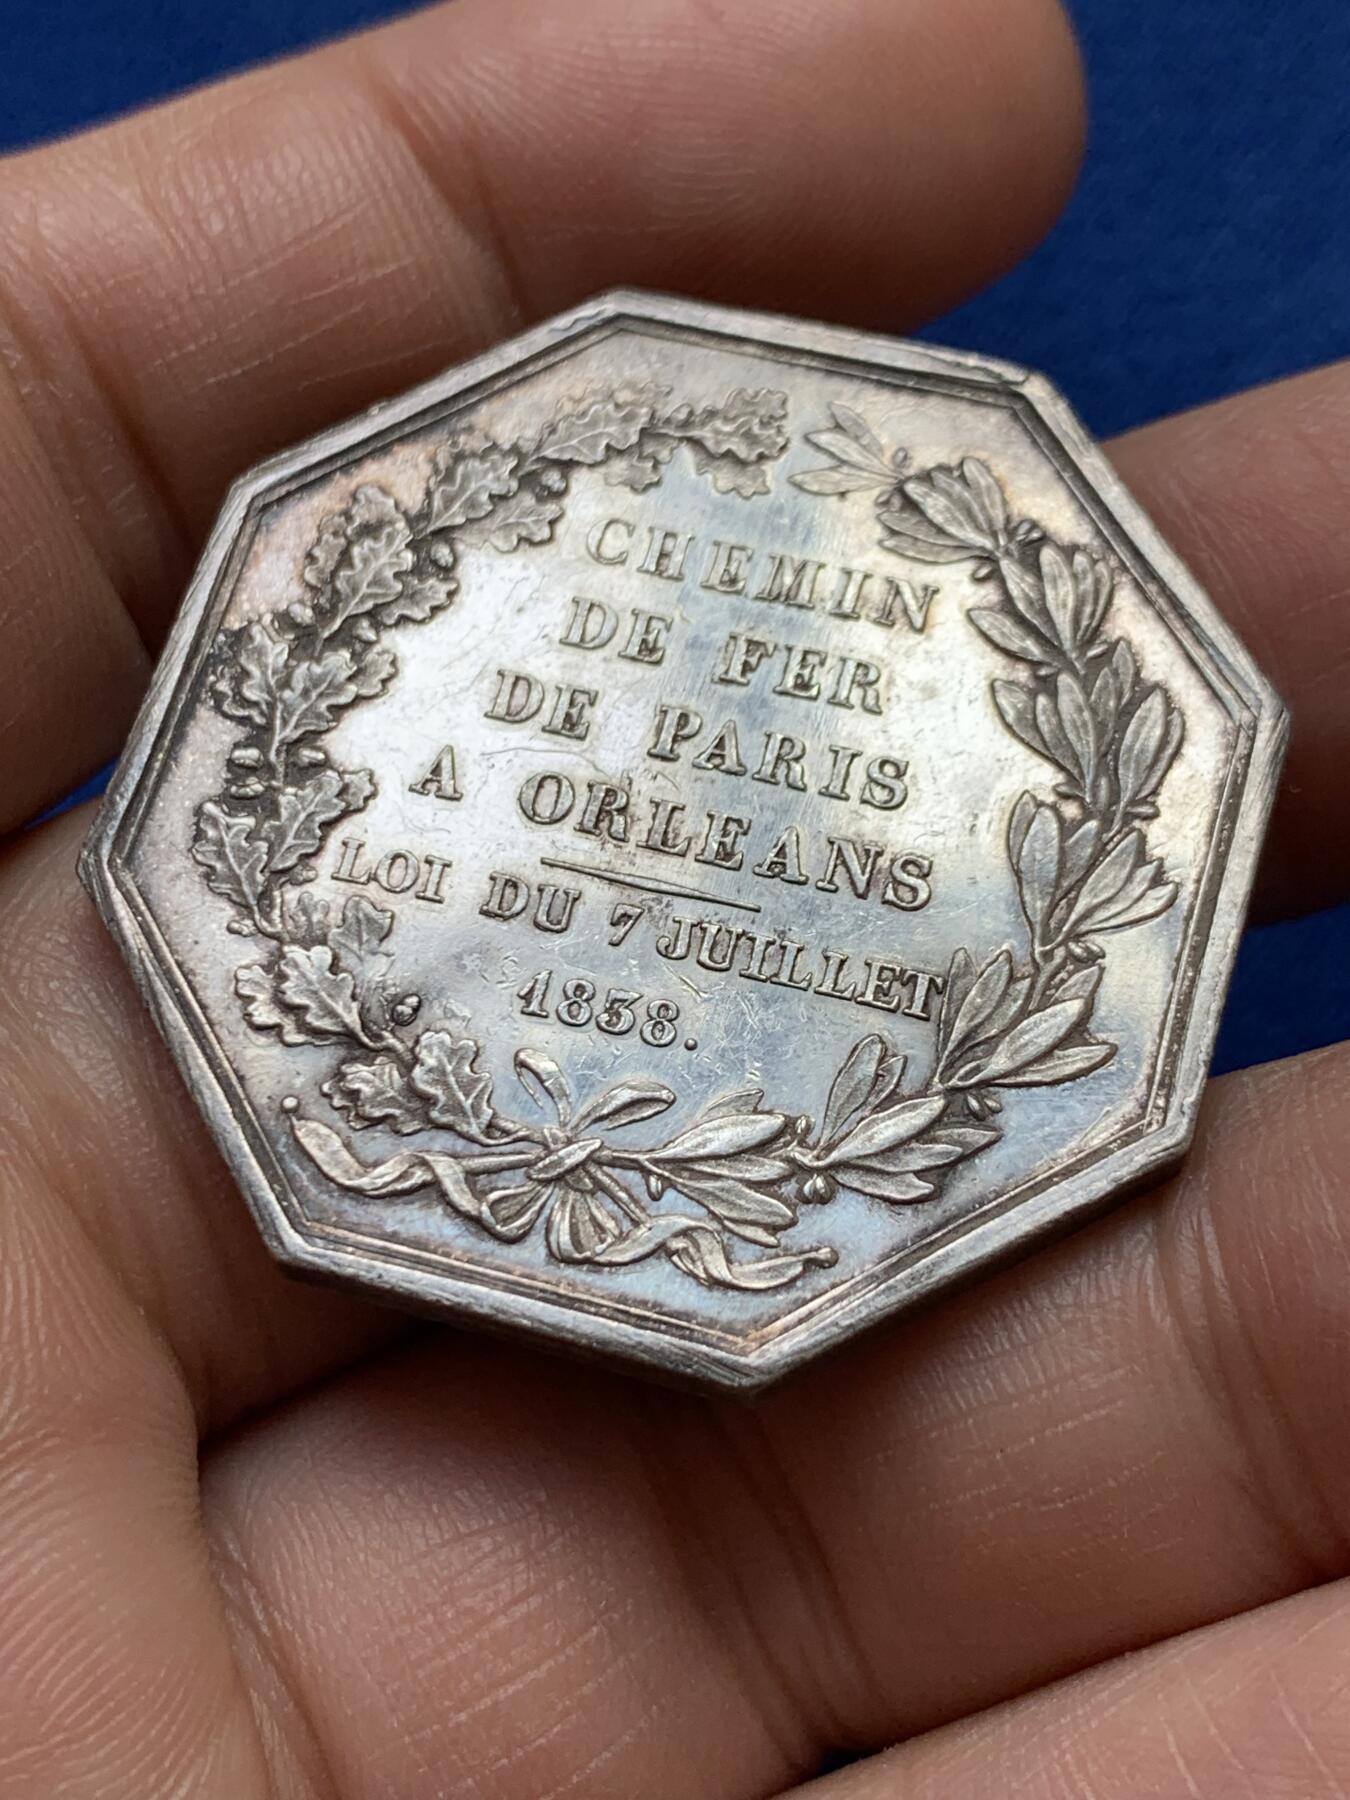 CHEMIN
DE FER
DE PARIS
A ORLEANS
LOI DU 7 JUILLET
1838.